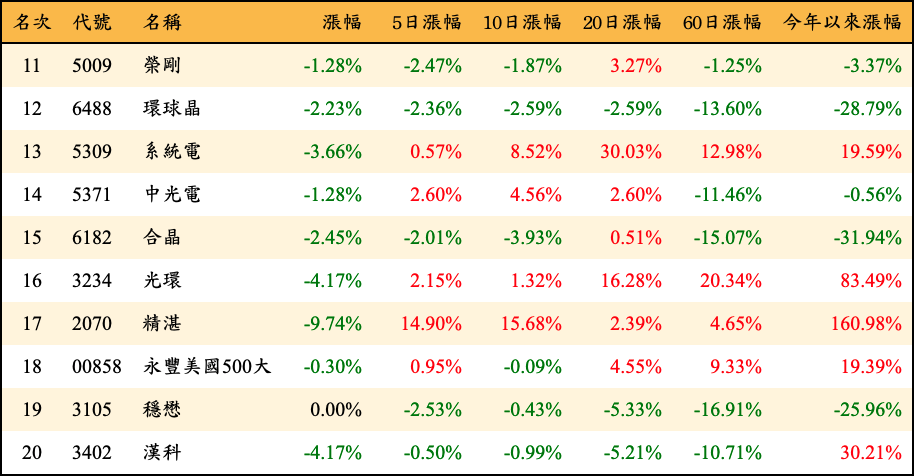 名次 代號 名稱 漲幅 5日漲幅 10日漲幅 20日漲幅 60日漲幅 今年以來漲幅
11 5009 榮剛 -1.28% -2.47% -1.87% 3.27% -1.25% -3.37%
12 6488 環球晶 -2.23% -2.36% -2.59% -2.59% -13.60% -28.79%
13 5309 系統電 -3.66% 0.57% 8.52% 30.03% 12.98% 19.59%
14 5371 中光電 -1.28% 2.60% 4.56% 2.60% -11.46% -0.56%
15 6182 合晶 -2.45% -2.01% -3.93% 0.51% -15.07% -31.94%
16 3234 光環 -4.17% 2.15% 1.32% 16.28% 20.34% 83.49%
17 2070 精湛 -9.74% 14.90% 15.68% 2.39% 4.65% 160.98%
18 00858 永豐美國500大 -0.30% 0.95% -0.09% 4.55% 9.33% 19.39%
19 3105 穩懋 0.00% -2.53% -0.43% -5.33% -16.91% -25.96%
20 3402 漢科 -4.17% -0.50% -0.99% -5.21% -10.71% 30.21%